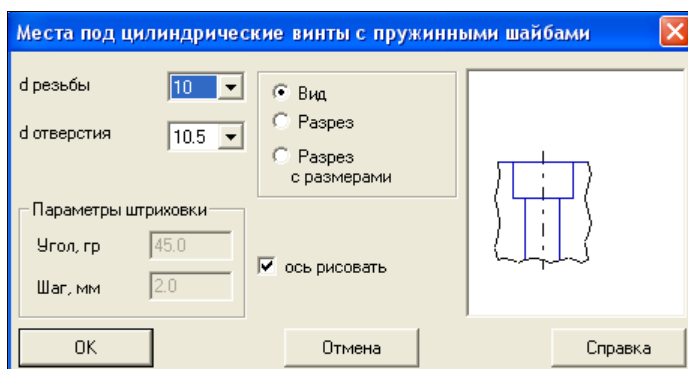 Места под цилиндрические винты с пружинными шайбами
d резьбы
10
d отверстия
10.5
Вид
Разрез
Разрез
с размерами
Параметры штриховки
Угол, гр
45.0
Шаг, мм
2.0
ось рисовать
OK
Отмена
Справка